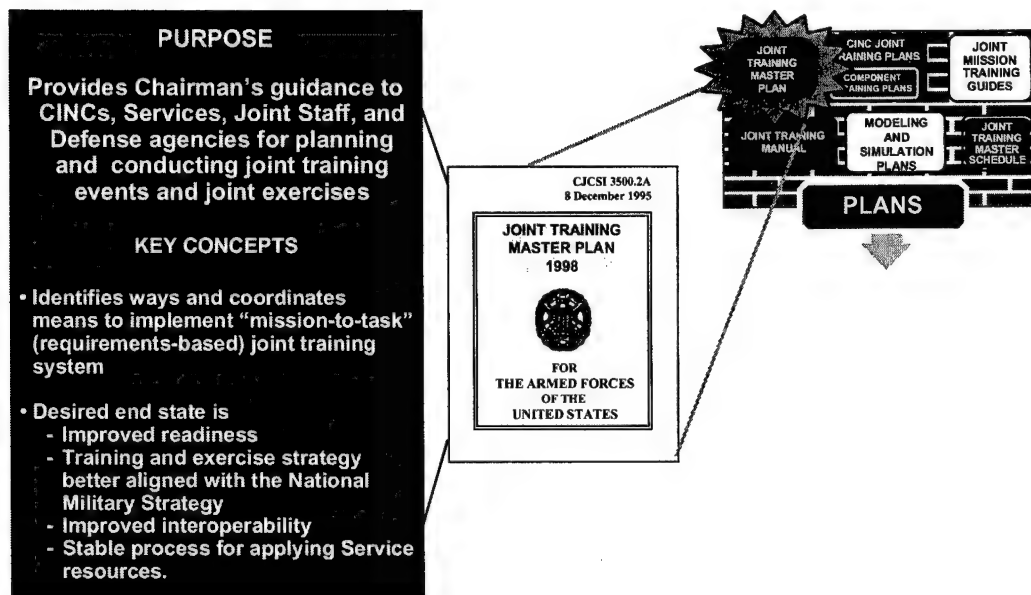 PURPOSE
Provides Chairman's guidance to
CINCs, Services, Joint Staff, and
Defense agencies for planning
and conducting joint training
events and joint exercises
KEY CONCEPTS
• Identifies ways and coordinates
means to implement "mission-to-task"
(requirements-based) joint training
system
• Desired end state is
- Improved readiness
- Training and exercise strategy
better aligned with the National
Military Strategy
- Improved interoperability
- Stable process for applying Service
resources.
CJCSI 3500.2A
8 December 1995
JOINT TRAINING
MASTER PLAN
1998
FOR
THE ARMED FORCES
OF THE
UNITED STATES
JOINT
TRAINING
MASTER
PLAN
CINC JOINT
TRAINING PLANS
COMPONENT
TRAINING PLANS
JOINT
MIISSION
TRAINING
GUIDES
JOINT TRAINING
MANUAL
MODELING
AND
SIMULATION
PLANS
JOINT
TRAINING
MASTER
SCHEDULE
PLANS